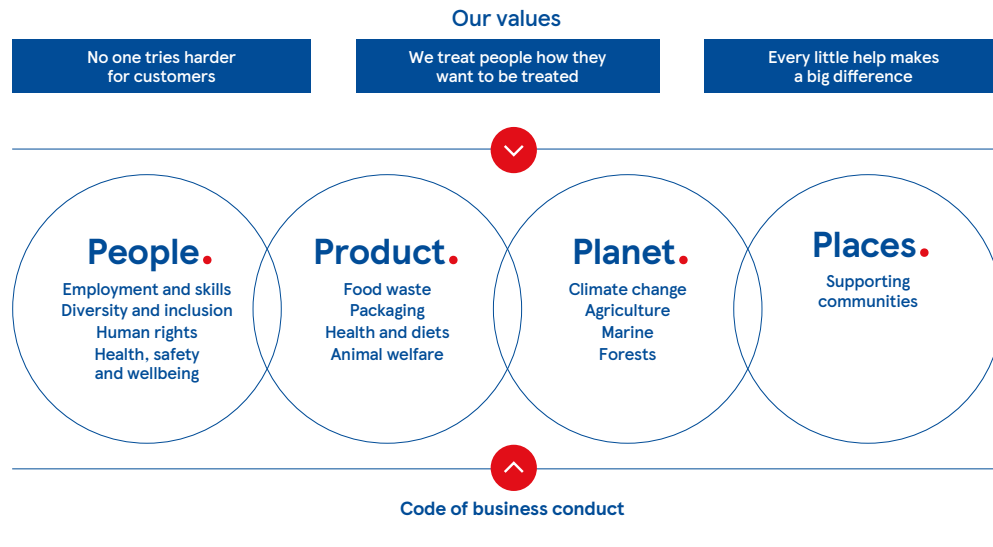 Our values
No one tries harder
for customers
We treat people how they
want to be treated
Every little help makes
a big difference
People.
Employment and skills
Diversity and inclusion
Human rights
Health, safety
and wellbeing
Product.
Food waste
Packaging
Health and diets
Animal welfare
Planet.
Climate change
Agriculture
Marine
Forests
Places.
Supporting
communities
Code of business conduct